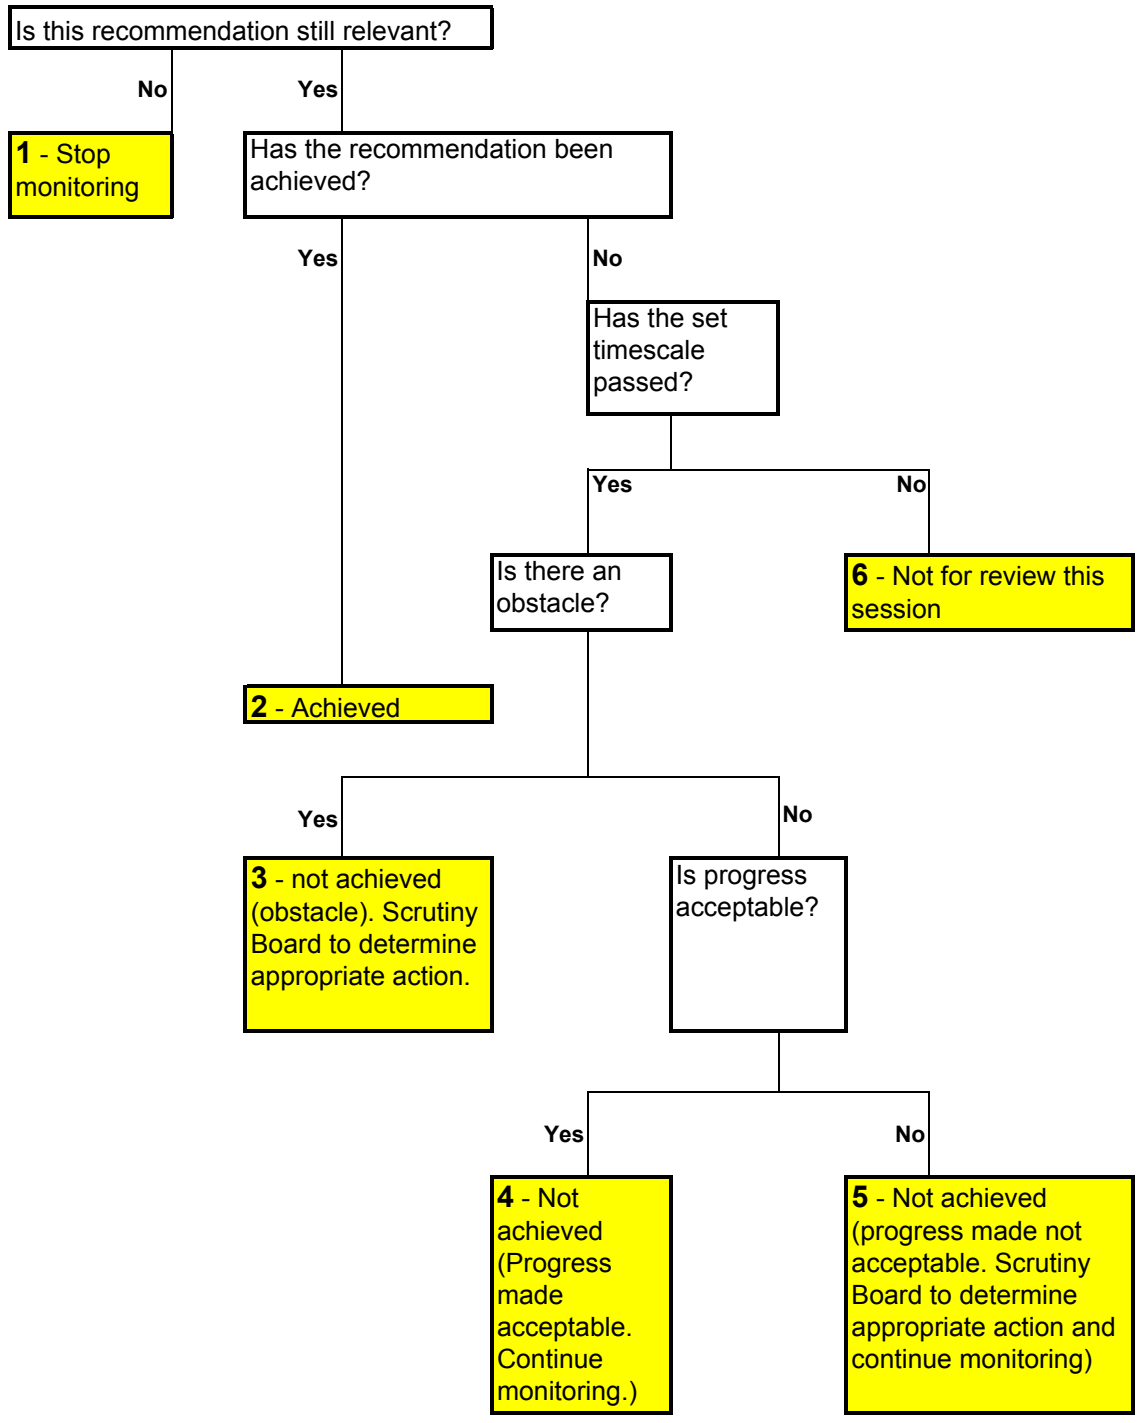 Is this recommendation still relevant?
No
Yes
1 - Stop
monitoring
Has the recommendation been
achieved?
Yes
No
Has the set
timescale
passed?
Yes
No
Is there an
obstacle?
6 - Not for review this
session
2 - Achieved
Yes
No
3 - not achieved
(obstacle). Scrutiny
Board to determine
appropriate action.
Is progress
acceptable?
Yes
No
4 - Not
achieved
(Progress
made
acceptable.
Continue
monitoring.)
5 - Not achieved
(progress made not
acceptable. Scrutiny
Board to determine
appropriate action and
continue monitoring)